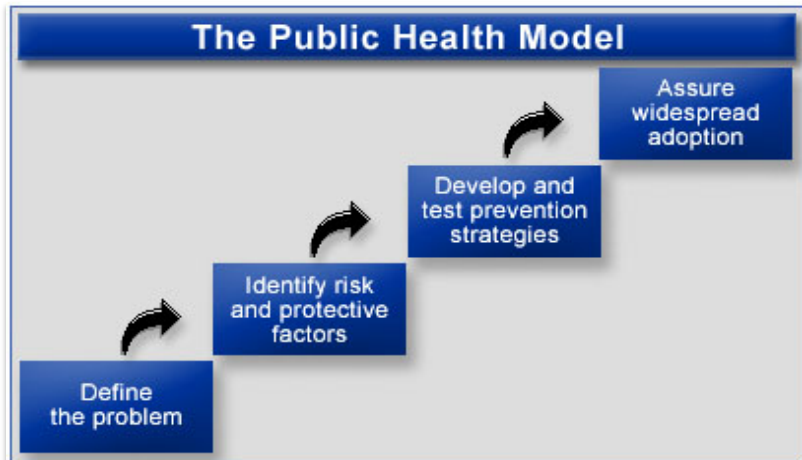 The Public Health Model
Define
the problem
Identify risk
and protective
factors
Develop and
test prevention
strategies
Assure
widespread
adoption